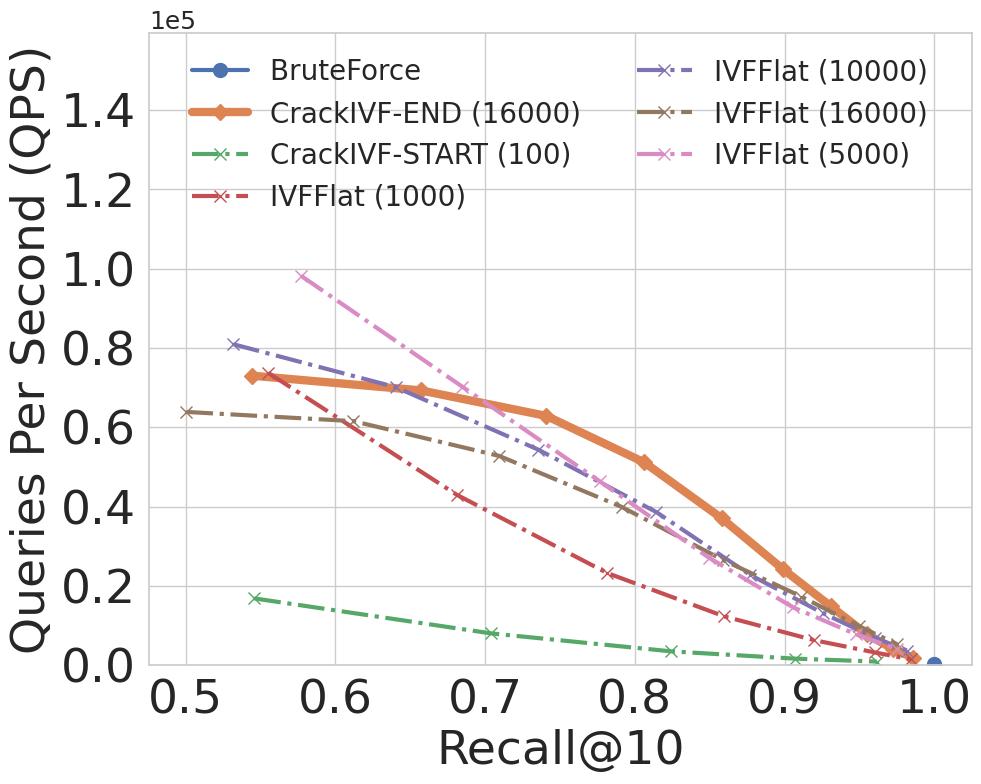 1e5
Queries Per Second (QPS)
1.4
1.2
1.0
0.8
0.6
0.4
0.2
0.0
BruteForce
CrackIVF-END (16000)
CrackIVF-START (100)
IVFFlat (1000)
IVFFlat (10000)
IVFFlat (16000)
IVFFlat (5000)
0.5 0.6 0.7 0.8 0.9 1.0
Recall@10